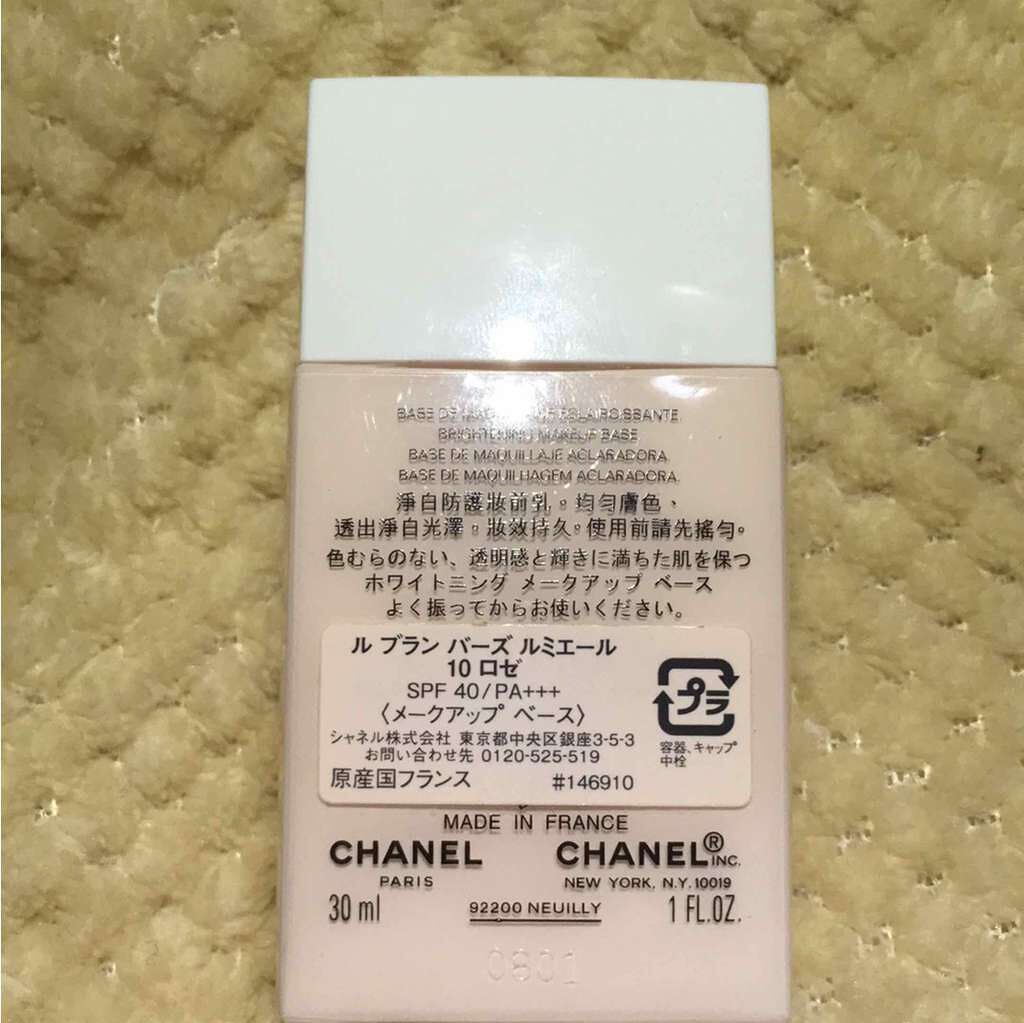 BASE DE MAQUILLAGE ÉCLAIRCISSANTE.
BRIGHTENING MAKEUP BASE.
BASE DE MAQUILLAJE ACLARADORA.
BASE DE MAQUILHAGEM ACLARADORA.
淨白防護妝前乳。均勻膚色、
透出淨白光澤。妝效持久。使用前請先搖勻。
色むらのない、透明感と輝きに満ちた肌を保つ
ホワイトニング メークアップ ベース
よく振ってからお使いください。
ル ブラン バーズ ルミエール
10 ロゼ
SPF 40/PA+++
〈メークアップ ベース〉
シャネル株式会社 東京都中央区銀座3-5-3
お問い合わせ先 0120-525-519
原産国フランス #146910
プラ
容器、キャップ
中栓
MADE IN FRANCE
CHANEL CHANEL® INC.
PARIS NEW YORK, N.Y. 10019
30 ml 92200 NEUILLY 1 FL.OZ.
0801